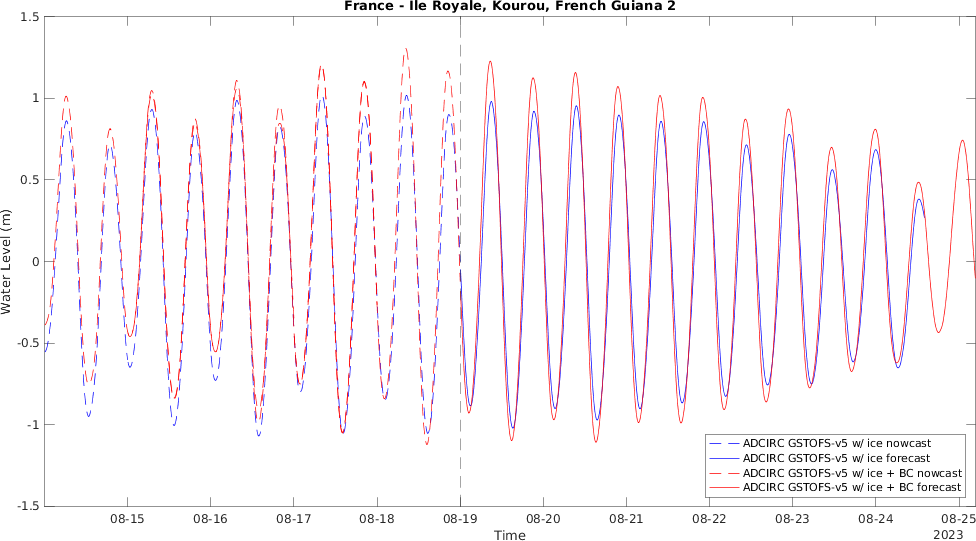 France - Ile Royale, Kourou, French Guiana 2
1.5
1
0.5
0
-0.5
-1
-1.5
Water Level (m)
08-15 08-16 08-17 08-18 08-19 08-20 08-21 08-22 08-23 08-24 08-25
Time
2023
ADCIRC GSTOFS-v5 w/ ice nowcast
ADCIRC GSTOFS-v5 w/ ice forecast
ADCIRC GSTOFS-v5 w/ ice + BC nowcast
ADCIRC GSTOFS-v5 w/ ice + BC forecast